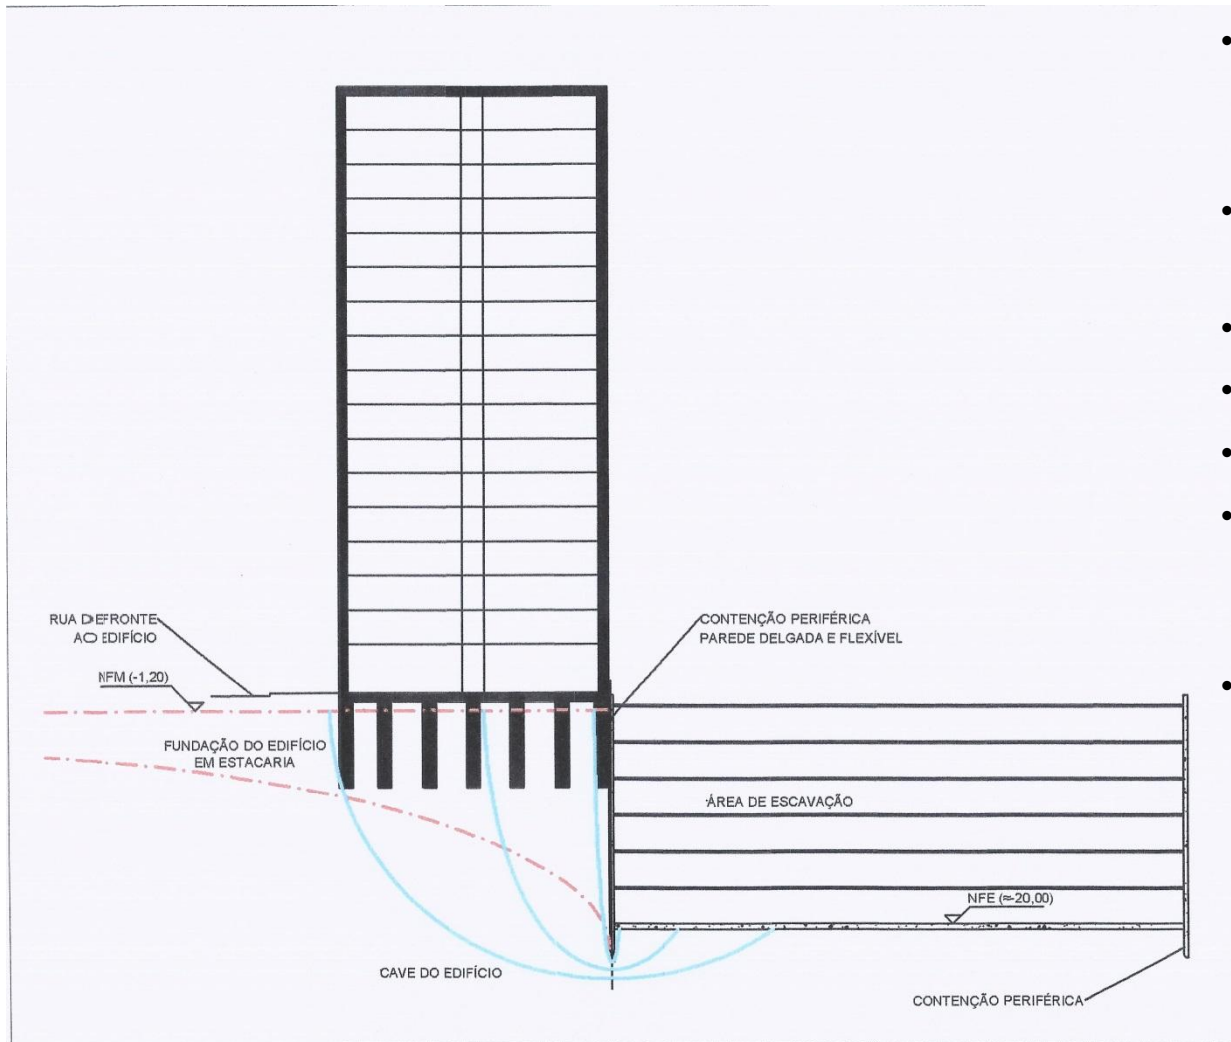 RUA DEFRONTE
AO EDIFÍCIO
NFM (-1,20)
FUNDAÇÃO DO EDIFÍCIO
EM ESTACARIA
CONTENÇÃO PERIFÉRICA
PAREDE DELGADA E FLEXÍVEL
ÁREA DE ESCAVAÇÃO
NFE (≈-20,00)
CAVE DO EDIFÍCIO
CONTENÇÃO PERIFÉRICA